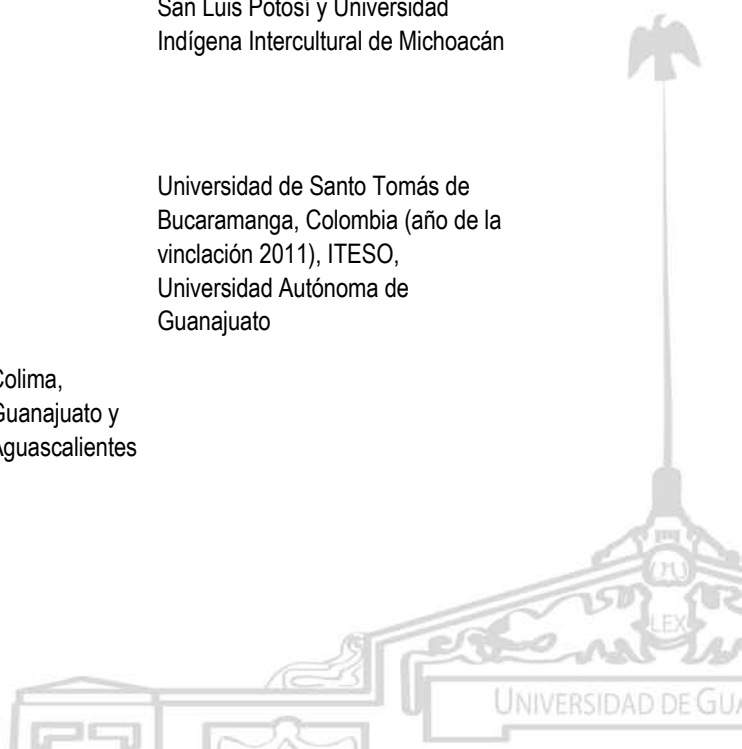 San Luis Potosí y Universidad
Indígena Intercultural de Michoacán
Universidad de Santo Tomás de
Bucaramanga, Colombia (año de la
vinclación 2011), ITESO,
Universidad Autónoma de
Guanajuato
Colima,
Guanajuato y
Aguascalientes
LEX
UNIVERSIDAD DE GUA